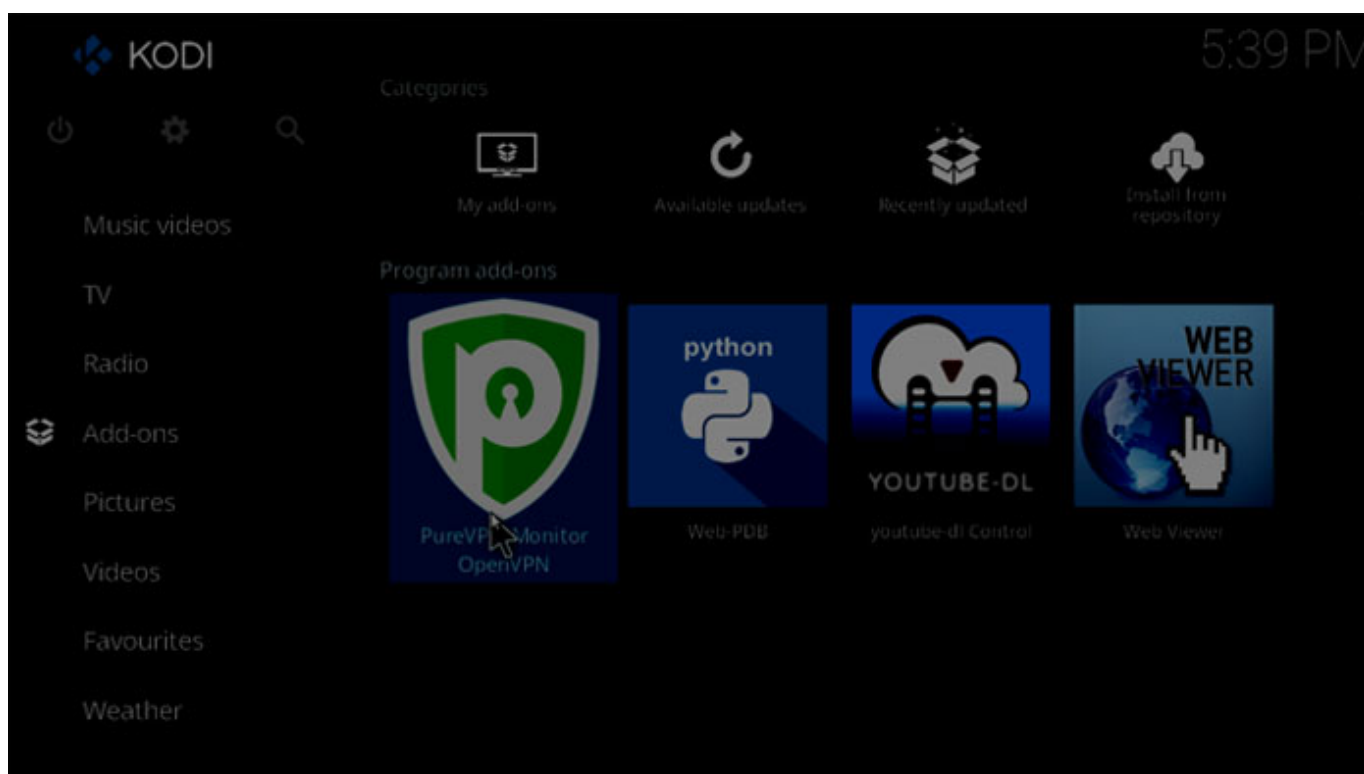 KODI
5:39 PM
Categories
My add-ons
Available updates
Recently updated
Install from
repository
Music videos
TV
Radio
Add-ons
Pictures
Videos
Favourites
Weather
Program add-ons
python
YOUTUBE-DL
WEB
VIEWER
Monitor
OpenVPN
Web-PDB
youtube-dl Control
Web Viewer